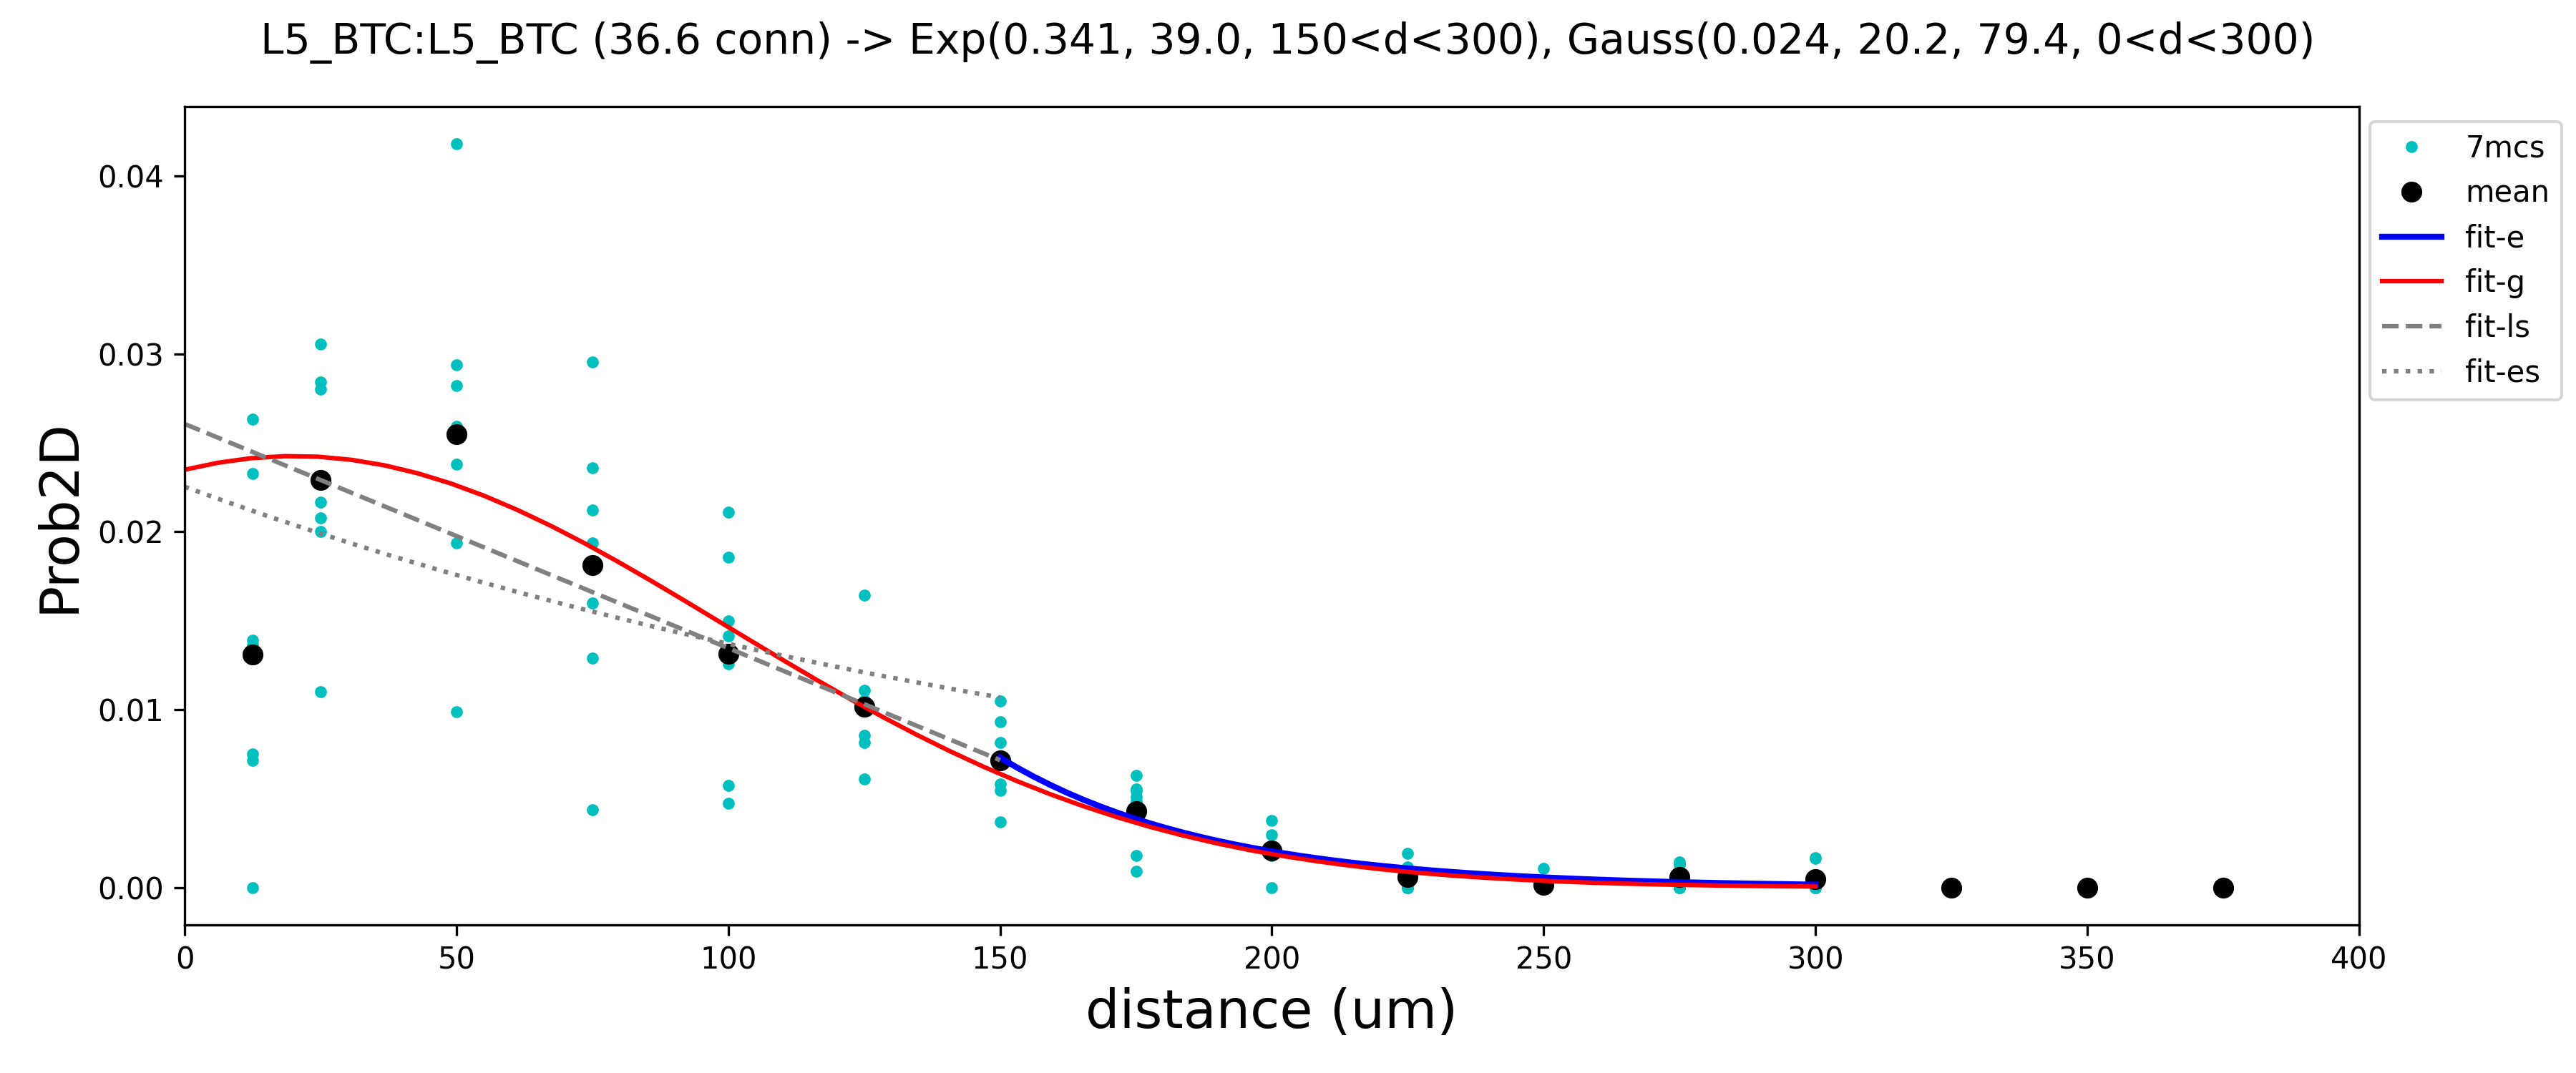 L5_BTC:L5_BTC (36.6 conn) -> Exp(0.341, 39.0, 150<d<300), Gauss(0.024, 20.2, 79.4, 0<d<300)
7mcs
mean
fit-e
fit-g
fit-ls
fit-es
Prob2D
0.04
0.03
0.02
0.01
0.00
0 50 100 150 200 250 300 350 400
distance (um)